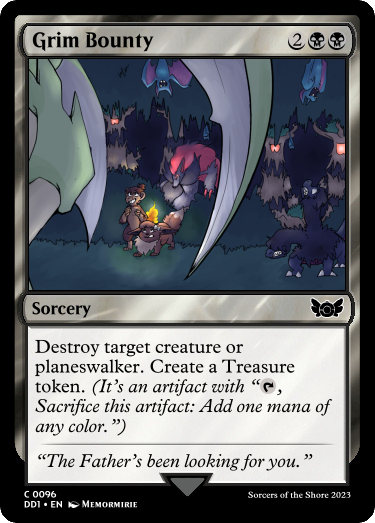 Grim Bounty 2
Sorcery
Destroy target creature or
planeswalker. Create a Treasure
token. (It's an artifact with “,
Sacrifice this artifact: Add one mana of
any color.”)
“The Father's been looking for you.”
C 0096
DD1 • EN Memormirie
Sorcerers of the Shore 2023